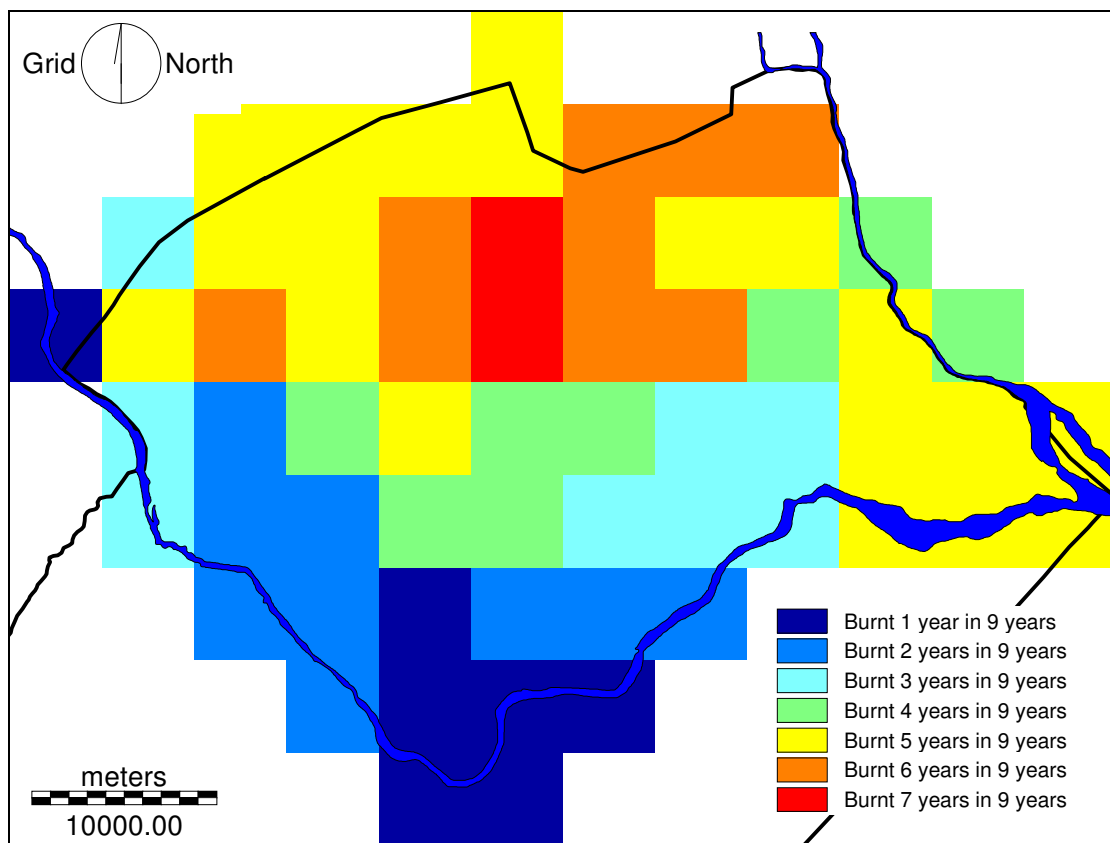 Grid North
Burnt 1 year in 9 years
Burnt 2 years in 9 years
Burnt 3 years in 9 years
Burnt 4 years in 9 years
Burnt 5 years in 9 years
Burnt 6 years in 9 years
Burnt 7 years in 9 years
meters
10000.00